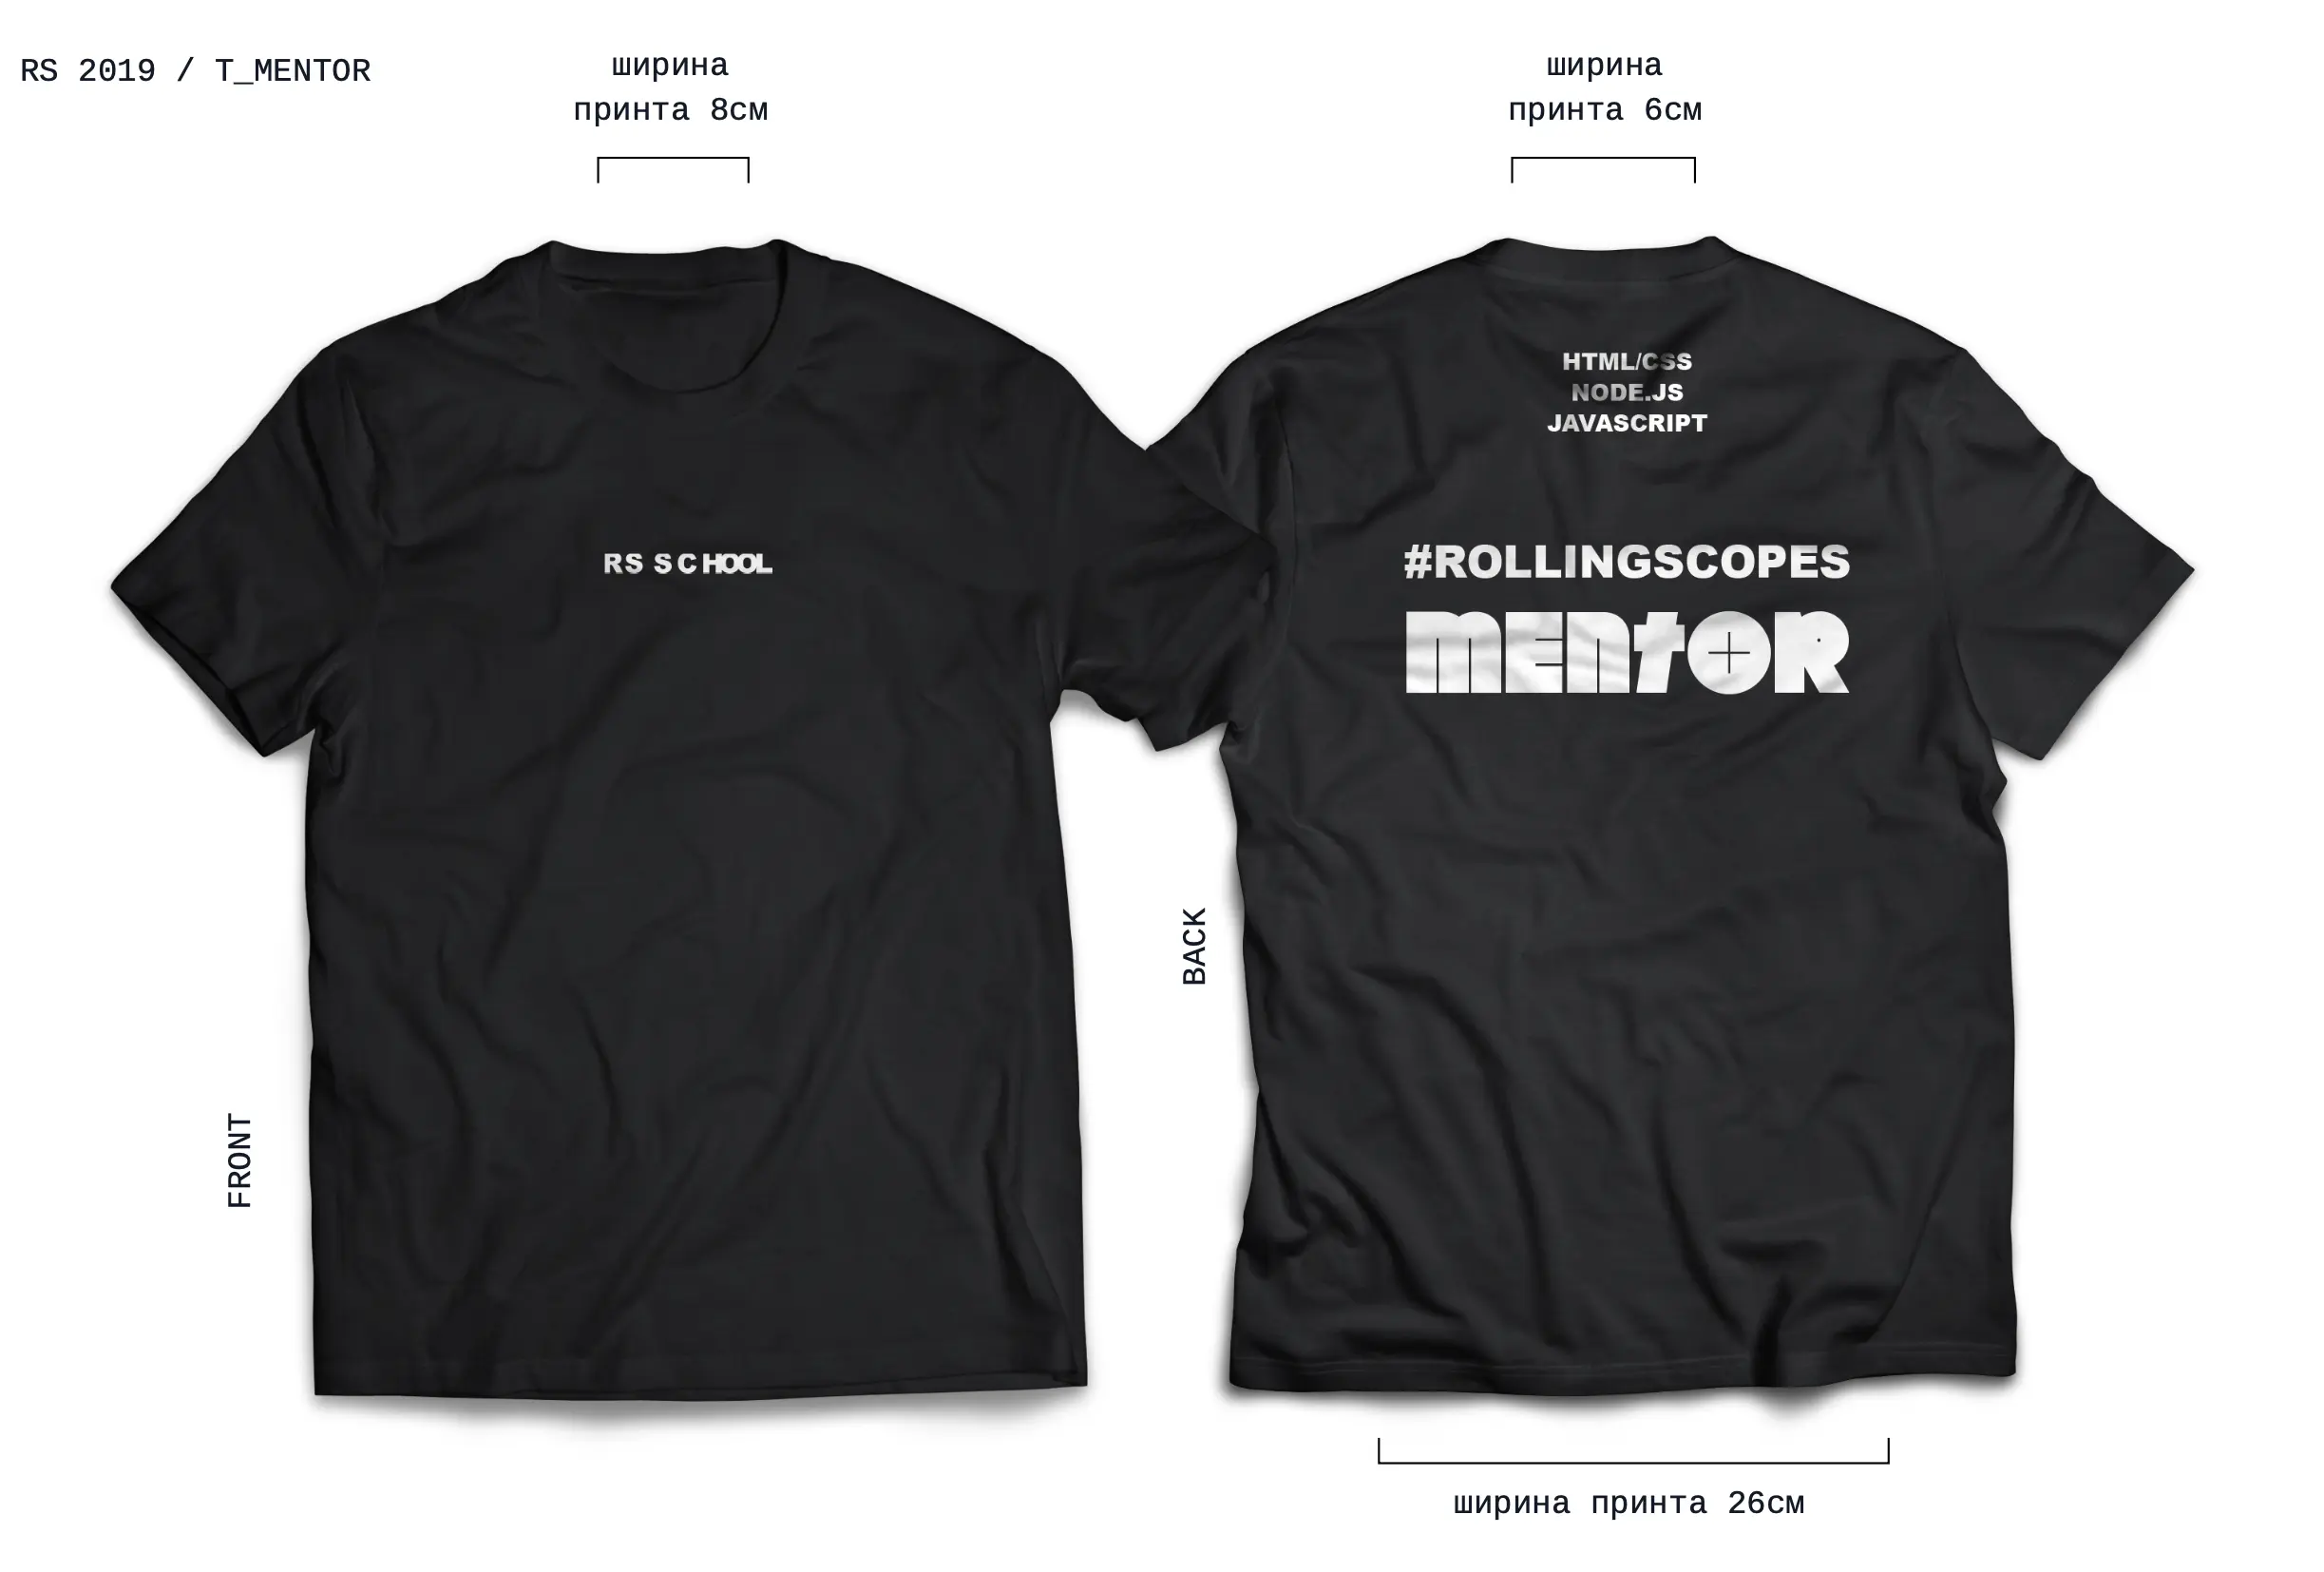 RS 2019 / T_MENTOR
ширина
принта 8см
ширина
принта 6см
RS SCHOOL
HTML/CSS
NODE.JS
JAVASCRIPT
#ROLLINGSCOPES
MENtOR
FRONT
BACK
ширина принта 26см